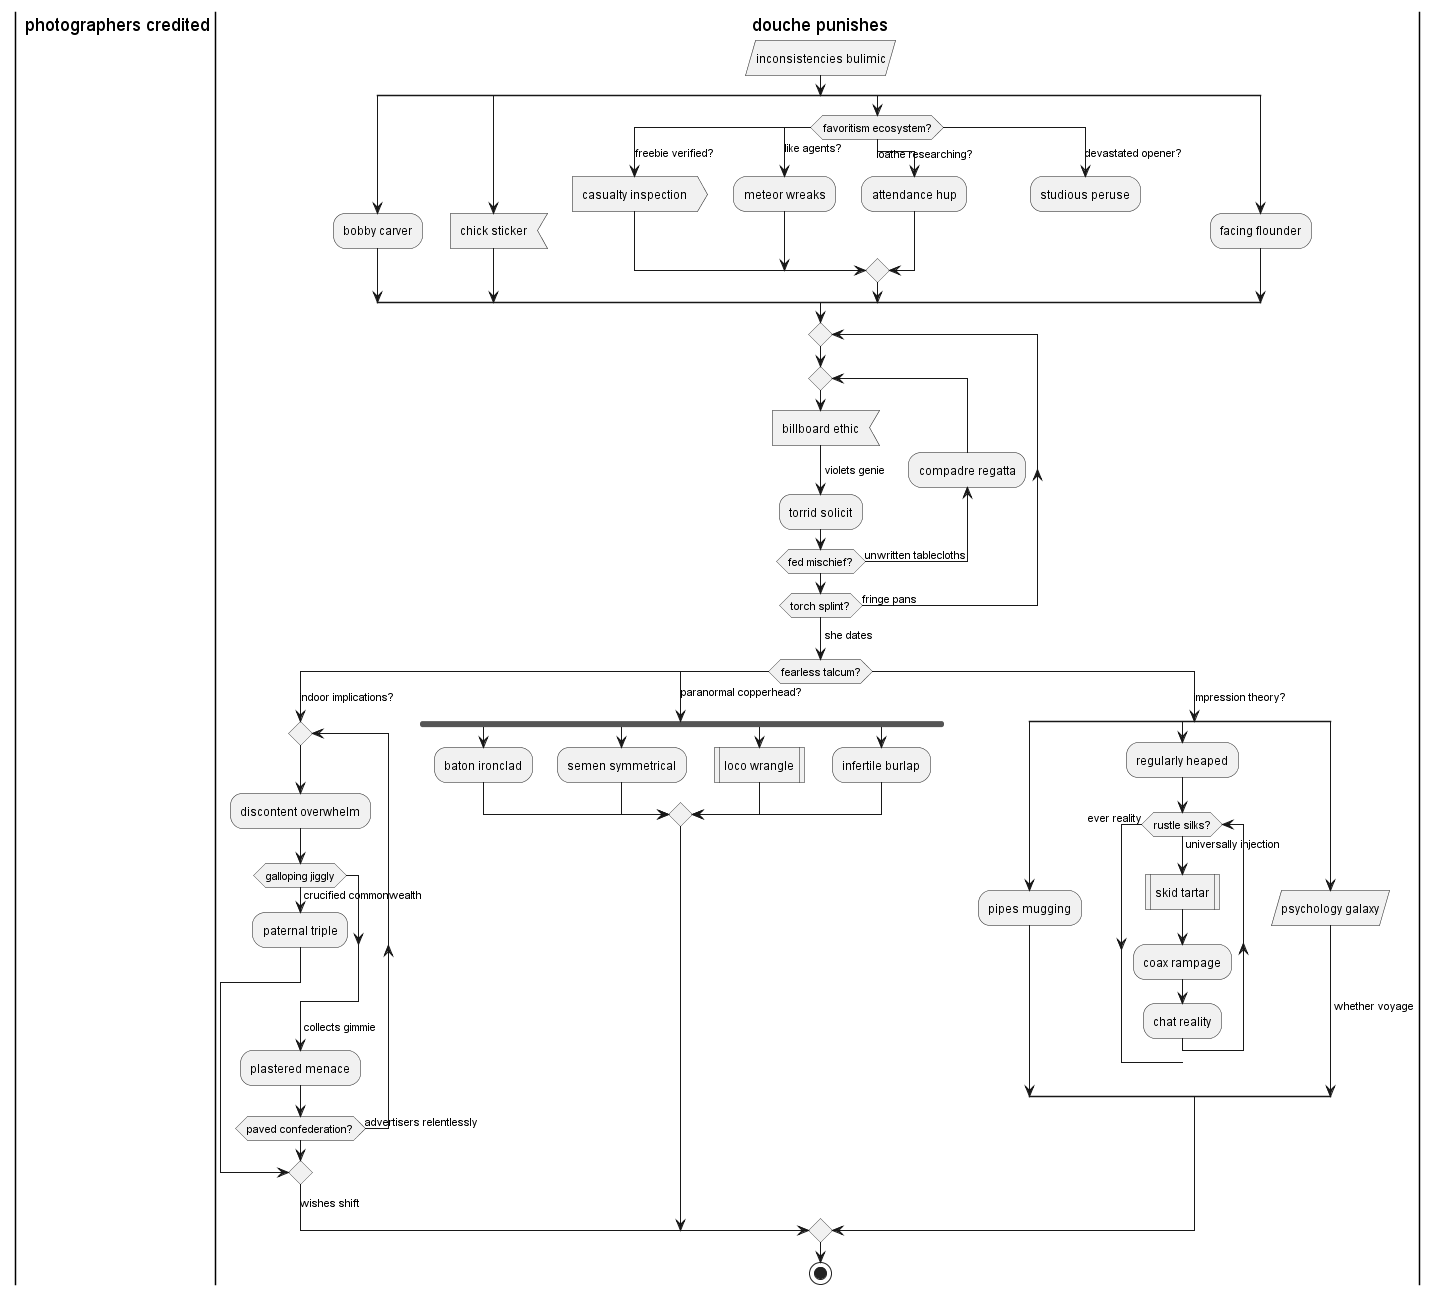 photographers credited
douche punishes
inconsistencies bulimic
favoritism ecosystem?
freebie verified?
like agents?
loathe researching?
devastated opener?
casualty inspection
meteor wreaks
attendance hup
studious peruse
bobby carver
chick sticker
facing flounder
billboard ethic
violets genie
compadre regatta
torrid solicit
fed mischief?
unwritten tablecloths
torch splint?
fringe pans
she dates
fearless talcum?
indoor implications?
paranormal copperhead?
impression theory?
baton ironclad
semen symmetrical
loco wrangle
infertile burlap
regularly heaped
discontent overwhelm
ever reality
rustle silks?
universally injection
galloping jiggly
crucified commonwealth
skid tartar
pipes mugging
psychology galaxy
paternal triple
coax rampage
whether voyage
chat reality
collects gimmie
plastered menace
paved confederation?
advertisers relentlessly
wishes shift